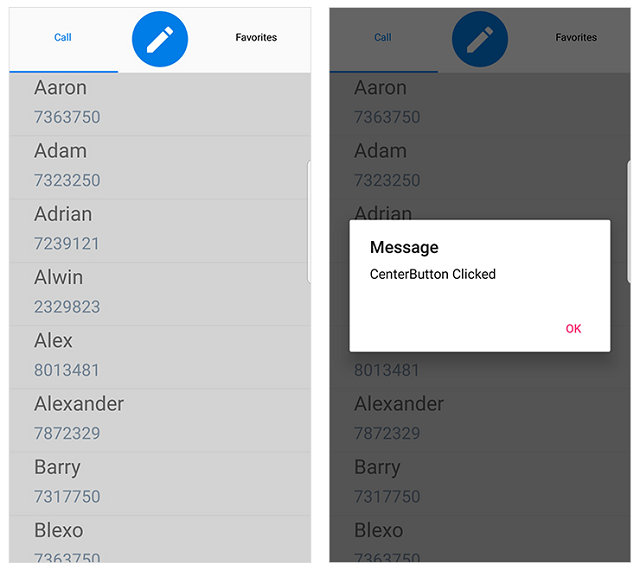 Call
Favorites
Aaron
7363750
Adam
7323250
Adrian
7239121
Alwin
2329823
Alex
8013481
Alexander
7872329
Barry
7317750
Blexo
7363750
Call
Favorites
Aaron
7363750
Adam
7323250
Adrian
Message
CenterButton Clicked
OK
8013481
Alexander
7872329
Barry
7317750
Blexo
7363750